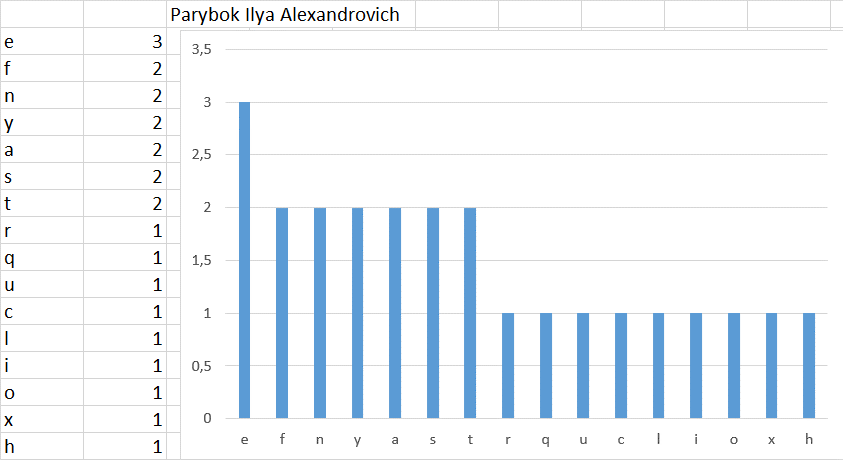 Parybok Ilya Alexandrovich
e 3
f 2
n 2
y 2
a 2
s 2
t 2
r 1
q 1
u 1
c 1
l 1
i 1
o 1
x 1
h 1
3,5
3
2,5
2
1,5
1
0,5
0
e f n y a s t r q u c l i o x h